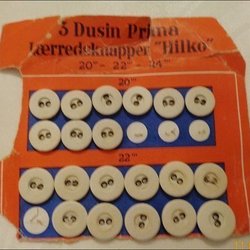 3 Dusin Prima
Lærredsknapper "Hilko"
20''' - 22''' - 24'''
20'''
22'''